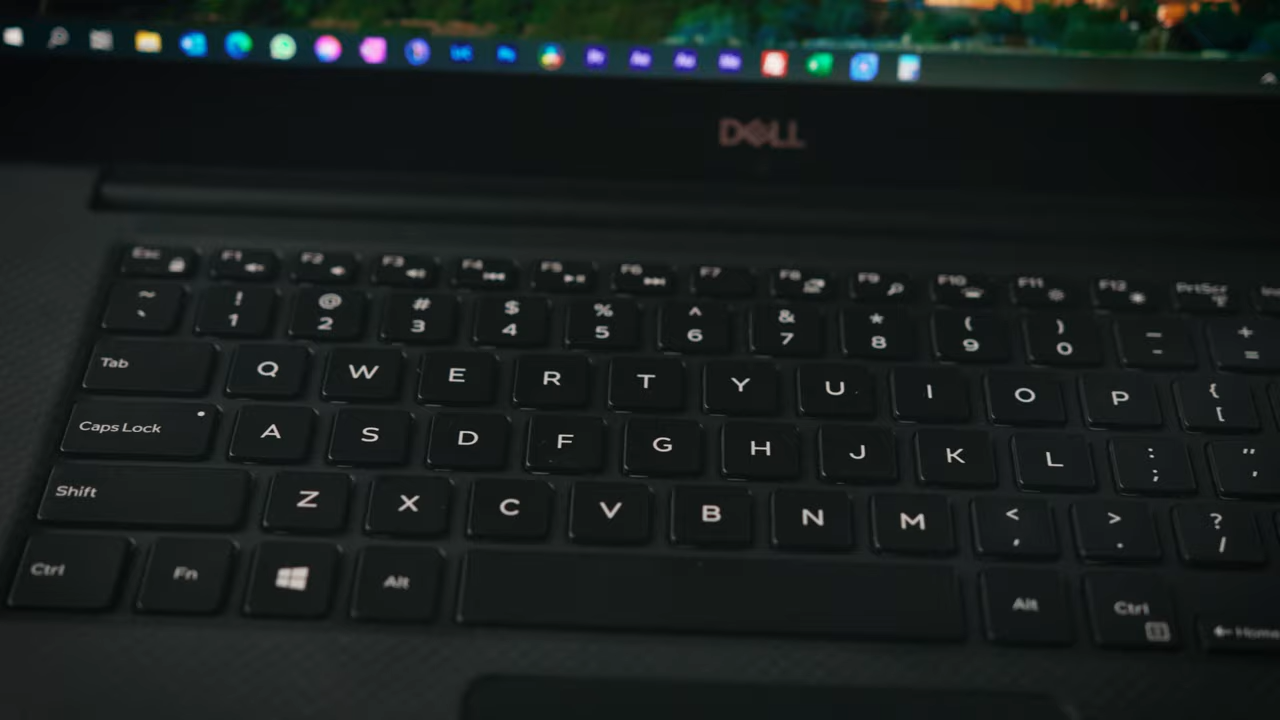 DELL
Esc F1 F2 F3 F4 F5 F6 F7 F8 F9 F10 F11 F12 PrtScr
~ ! @ # $ % ^ & * ( ) _ +
` 1 2 3 4 5 6 7 8 9 0 - =
Tab Q W E R T Y U I O P { [
Caps Lock A S D F G H J K L : ; " '
Shift Z X C V B N M < , > . ? /
Ctrl Fn Alt Alt Ctrl Home